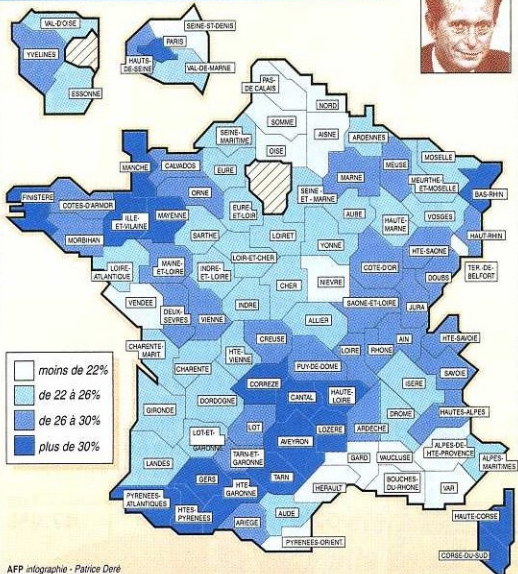 VAL-D'OISE
YVELINES
ESSONNE
SEINE-ST-DENIS
PARIS
HAUTS-
DE-SEINE
VAL-DE-MARNE
PAS-
DE CALAIS
NORD
SOMME
AISNE
SEINE-
MARITIME
OISE
ARDENNES
MANCHE
CALVADOS
EURE
MEUSE
MOSELLE
MARNE
MEURTHE-
ET-MOSELLE
BAS-RHIN
ORNE
SEINE
-ET - MARNE
FINISTERE
COTES-D'ARMOR
ILLE-
ET-VILAINE
MAYENNE
EURE-
ET-LOIR
AUBE
HAUTE-
MARNE
VOSGES
MORBIHAN
SARTHE
LOIRET
YONNE
HAUT-RHIN
LOIR-ET-CHER
HTE-SAONE
LOIRE-
ATLANTIQUE
MAINE-
ET-LOIRE
INDRE-
ET-LOIRE
CHER
NIEVRE
COTE-D'OR
DOUBS
TER.-DE-
BELFORT
VENDEE
DEUX-
SEVRES
VIENNE
INDRE
SAONE-ET-LOIRE
JURA
ALLIER
CHARENTE-
MARIT.
CREUSE
AIN
HTE-SAVOIE
CHARENTE
HTE-
VIENNE
PUY-DE-DOME
LOIRE
RHONE
SAVOIE
CORREZE
ISERE
GIRONDE
DORDOGNE
CANTAL
HAUTE-
LOIRE
DROME
HAUTES-ALPES
LOT-ET-
GARONNE
LOT
LOZERE
ARDECHE
AVEYRON
LANDES
TARN-ET-
GARONNE
GARD
VAUCLUSE
ALPES-DE-
HTE-PROVENCE
ALPES-
MARITIMES
GERS
HTE-
GARONNE
TARN
HERAULT
BOUCHES-
DU-RHONE
VAR
PYRENEES-
ATLANTIQUES
HTES-
PYRENEES
ARIEGE
AUDE
PYRENEES-ORIENT.
HAUTE-CORSE
CORSE-DU-SUD
moins de 22%
de 22 à 26%
de 26 à 30%
plus de 30%
AFP infographie - Patrice Deré